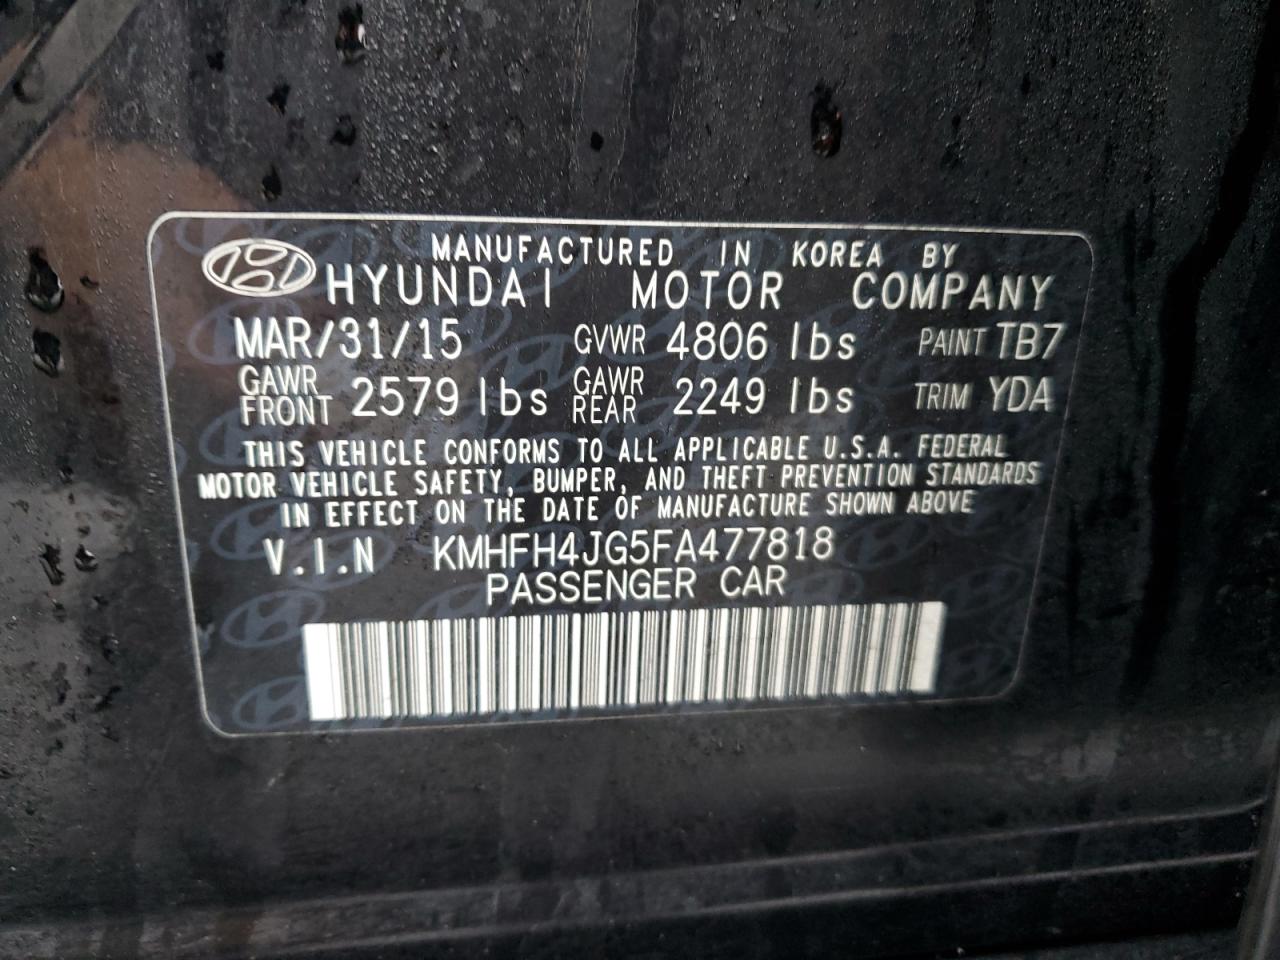 MANUFACTURED IN KOREA BY
HYUNDAI MOTOR COMPANY
MAR/31/15 GVWR 4806 lbs PAINT TB7
GAWR FRONT 2579 lbs GAWR REAR 2249 lbs TRIM YDA
THIS VEHICLE CONFORMS TO ALL APPLICABLE U.S.A. FEDERAL
MOTOR VEHICLE SAFETY, BUMPER, AND THEFT PREVENTION STANDARDS
IN EFFECT ON THE DATE OF MANUFACTURE SHOWN ABOVE
V.I.N KMHFH4JG5FA477818
PASSENGER CAR